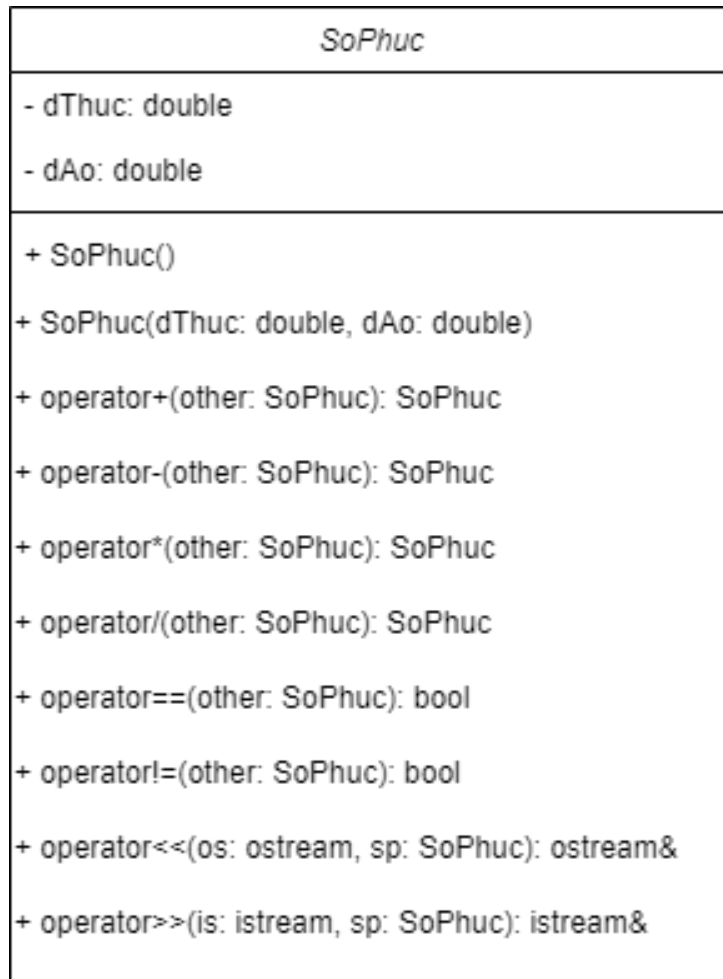 SoPhuc
- dThuc: double
- dAo: double
+ SoPhuc()
+ SoPhuc(dThuc: double, dAo: double)
+ operator+(other: SoPhuc): SoPhuc
+ operator-(other: SoPhuc): SoPhuc
+ operator*(other: SoPhuc): SoPhuc
+ operator/(other: SoPhuc): SoPhuc
+ operator==(other: SoPhuc): bool
+ operator!=(other: SoPhuc): bool
+ operator<<(os: ostream, sp: SoPhuc): ostream&
+ operator>>(is: istream, sp: SoPhuc): istream&